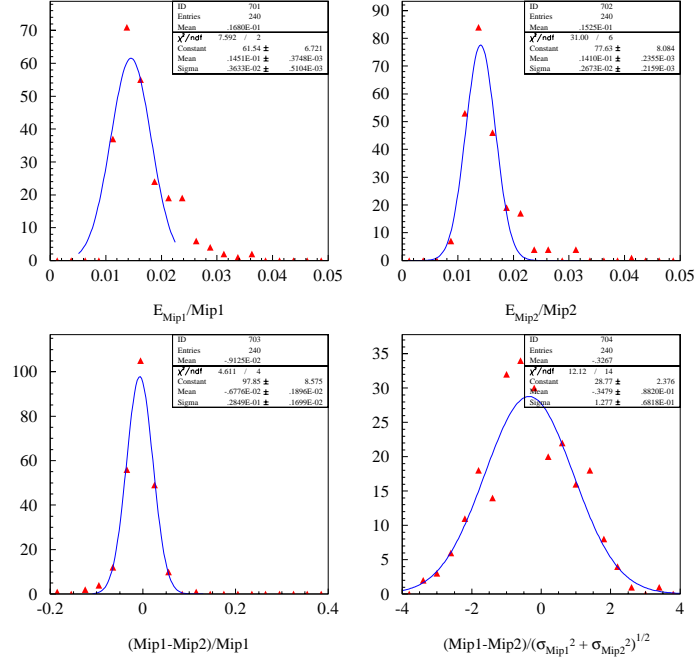 ID 701
Entries 240
Mean .1680E-01
χ²/ndf 7.592 / 2
Constant 61.54 ± 6.721
Mean .1451E-01 ± .3748E-03
Sigma .3633E-02 ± .5104E-03
70
60
50
40
30
20
10
0
0 0.01 0.02 0.03 0.04 0.05
E_Mip1/Mip1
ID 702
Entries 240
Mean .1525E-01
χ²/ndf 31.00 / 6
Constant 77.63 ± 8.084
Mean .1410E-01 ± .2355E-03
Sigma .2673E-02 ± .2159E-03
90
80
70
60
50
40
30
20
10
0
0 0.01 0.02 0.03 0.04 0.05
E_Mip2/Mip2
ID 703
Entries 240
Mean -.9125E-02
χ²/ndf 4.611 / 4
Constant 97.85 ± 8.575
Mean -.6776E-02 ± .1896E-02
Sigma .2849E-01 ± .1699E-02
100
80
60
40
20
0
-0.2 0 0.2 0.4
(Mip1-Mip2)/Mip1
ID 704
Entries 240
Mean -.3267
χ²/ndf 12.12 / 14
Constant 28.77 ± 2.376
Mean -.3479 ± .8820E-01
Sigma 1.277 ± .6818E-01
35
30
25
20
15
10
5
0
-4 -2 0 2 4
(Mip1-Mip2)/(σ_Mip1² + σ_Mip2²)^1/2